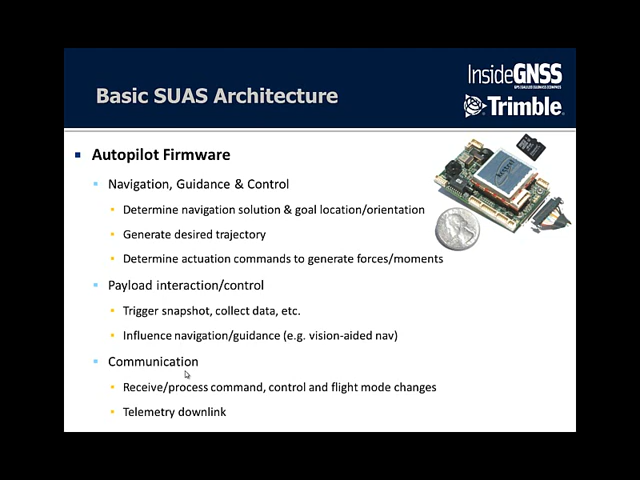 InsideGNSS
Basic SUAS Architecture
Trimble
Autopilot Firmware
Navigation, Guidance & Control
Determine navigation solution & goal location/orientation
Generate desired trajectory
Determine actuation commands to generate forces/moments
Payload interaction/control
Trigger snapshot, collect data, etc.
Influence navigation/guidance (e.g. vision-aided nav)
Communication
Receive/process command, control and flight mode changes
Telemetry downlink